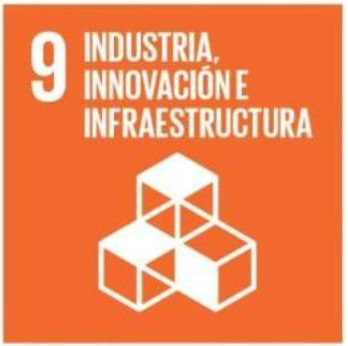 9 INDUSTRIA,
INNOVACIÓN E
INFRAESTRUCTURA